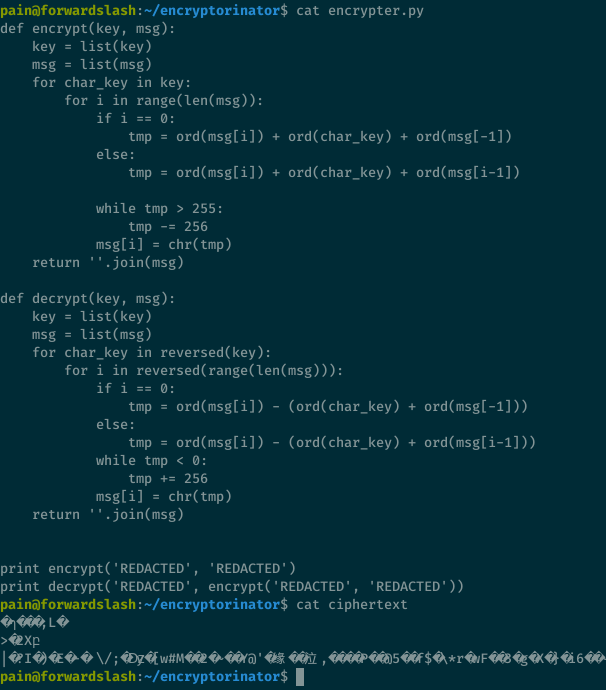 pain@forwardslash:~/encryptorinator$ cat encrypter.py
def encrypt(key, msg):
    key = list(key)
    msg = list(msg)
    for char_key in key:
        for i in range(len(msg)):
            if i == 0:
                tmp = ord(msg[i]) + ord(char_key) + ord(msg[-1])
            else:
                tmp = ord(msg[i]) + ord(char_key) + ord(msg[i-1])

            while tmp > 255:
                tmp -= 256
            msg[i] = chr(tmp)
    return ''.join(msg)

def decrypt(key, msg):
    key = list(key)
    msg = list(msg)
    for char_key in reversed(key):
        for i in reversed(range(len(msg))):
            if i == 0:
                tmp = ord(msg[i]) - (ord(char_key) + ord(msg[-1]))
            else:
                tmp = ord(msg[i]) - (ord(char_key) + ord(msg[i-1]))
            while tmp < 0:
                tmp += 256
            msg[i] = chr(tmp)
    return ''.join(msg)


print encrypt('REDACTED', 'REDACTED')
print decrypt('REDACTED', encrypt('REDACTED', 'REDACTED'))
pain@forwardslash:~/encryptorinator$ cat ciphertext
pain@forwardslash:~/encryptorinator$